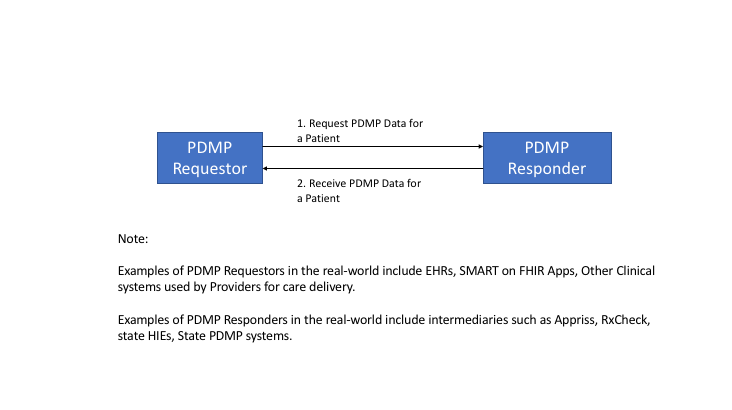 1. Request PDMP Data for
a Patient
PDMP
Requestor
PDMP
Responder
2. Receive PDMP Data for
a Patient
Note:
Examples of PDMP Requestors in the real-world include EHRs, SMART on FHIR Apps, Other Clinical
systems used by Providers for care delivery.
Examples of PDMP Responders in the real-world include intermediaries such as Appriss, RxCheck,
state HIEs, State PDMP systems.